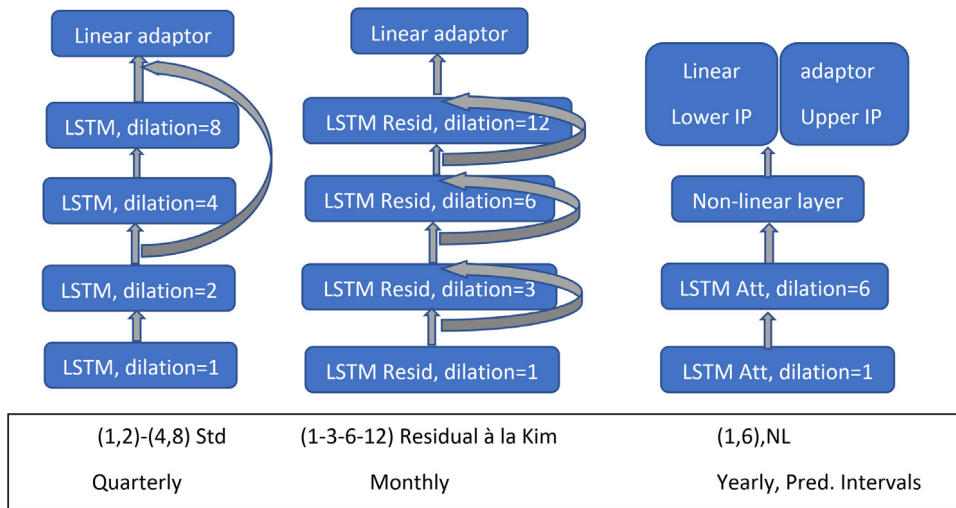 Linear adaptor
LSTM, dilation=8
LSTM, dilation=4
LSTM, dilation=2
LSTM, dilation=1
Linear adaptor
LSTM Resid, dilation=12
LSTM Resid, dilation=6
LSTM Resid, dilation=3
LSTM Resid, dilation=1
Linear adaptor
Lower IP Upper IP
Non-linear layer
LSTM Att, dilation=6
LSTM Att, dilation=1
(1,2)-(4,8) Std (1-3-6-12) Residual à la Kim (1,6),NL
Quarterly Monthly Yearly, Pred. Intervals